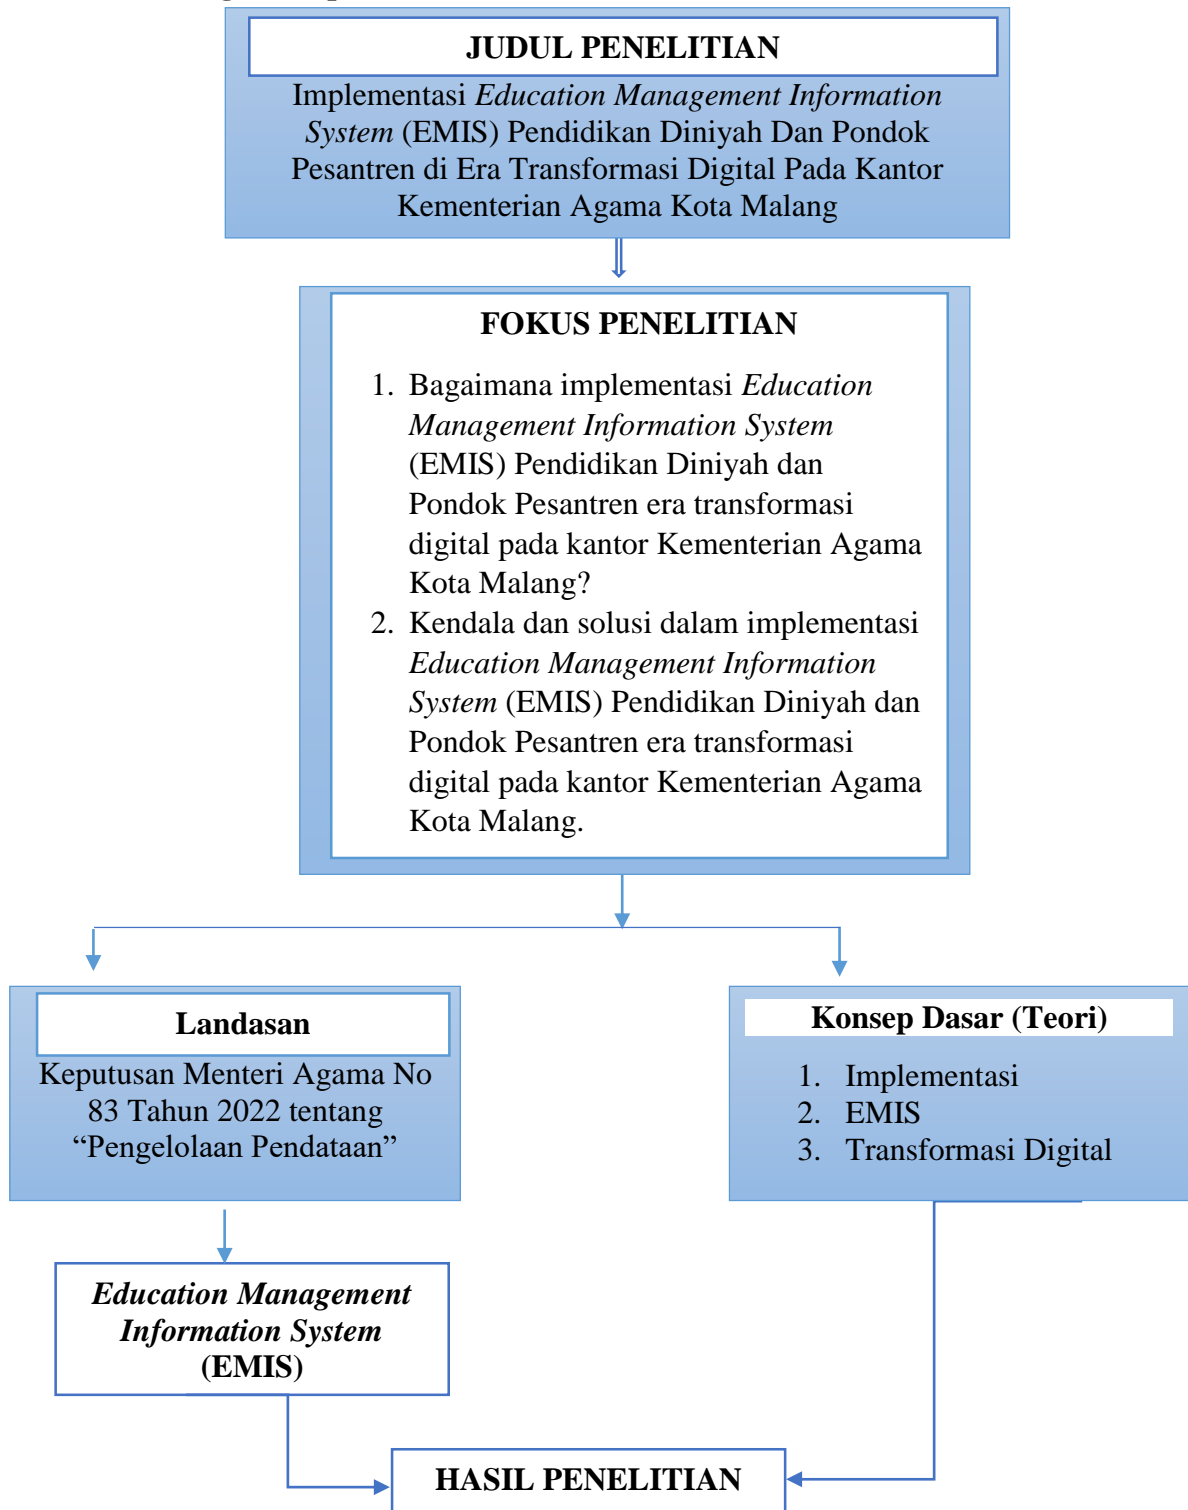 JUDUL PENELITIAN
Implementasi Education Management Information
System (EMIS) Pendidikan Diniyah Dan Pondok
Pesantren di Era Transformasi Digital Pada Kantor
Kementerian Agama Kota Malang
FOKUS PENELITIAN
1. Bagaimana implementasi Education
Management Information System
(EMIS) Pendidikan Diniyah dan
Pondok Pesantren era transformasi
digital pada kantor Kementerian Agama
Kota Malang?
2. Kendala dan solusi dalam implementasi
Education Management Information
System (EMIS) Pendidikan Diniyah dan
Pondok Pesantren era transformasi
digital pada kantor Kementerian Agama
Kota Malang.
Landasan
Keputusan Menteri Agama No
83 Tahun 2022 tentang
“Pengelolaan Pendataan”
Konsep Dasar (Teori)
1. Implementasi
2. EMIS
3. Transformasi Digital
Education Management
Information System
(EMIS)
HASIL PENELITIAN